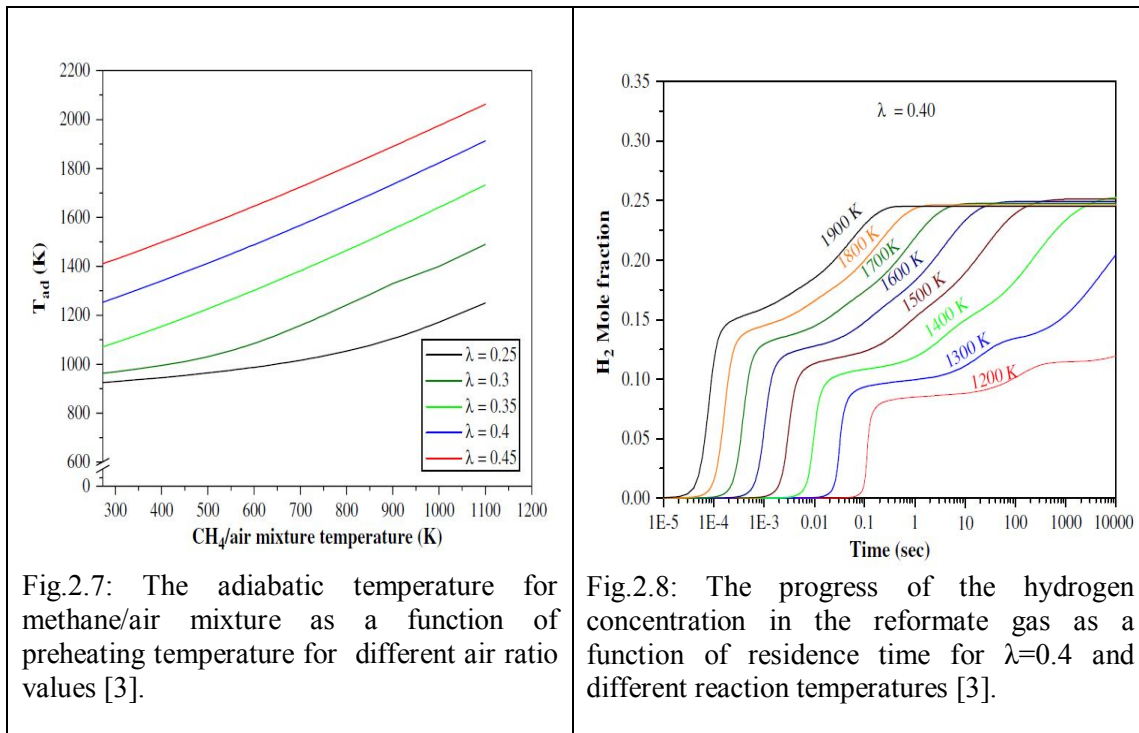 2200
2000
1800
1600
1400
1200
1000
800
600
0
T_ad (K)
300 400 500 600 700 800 900 1000 1100 1200
CH₄/air mixture temperature (K)
λ = 0.25
λ = 0.3
λ = 0.35
λ = 0.4
λ = 0.45
Fig.2.7: The adiabatic temperature for
methane/air mixture as a function of
preheating temperature for different air ratio
values [3].
0.35
0.30
0.25
0.20
0.15
0.10
0.05
0.00
H₂ Mole fraction
λ = 0.40
1900 K
1800 K
1700K
1600 K
1500 K
1400 K
1300 K
1200 K
1E-5 1E-4 1E-3 0.01 0.1 1 10 100 1000 10000
Time (sec)
Fig.2.8: The progress of the hydrogen
concentration in the reformate gas as a
function of residence time for λ=0.4 and
different reaction temperatures [3].